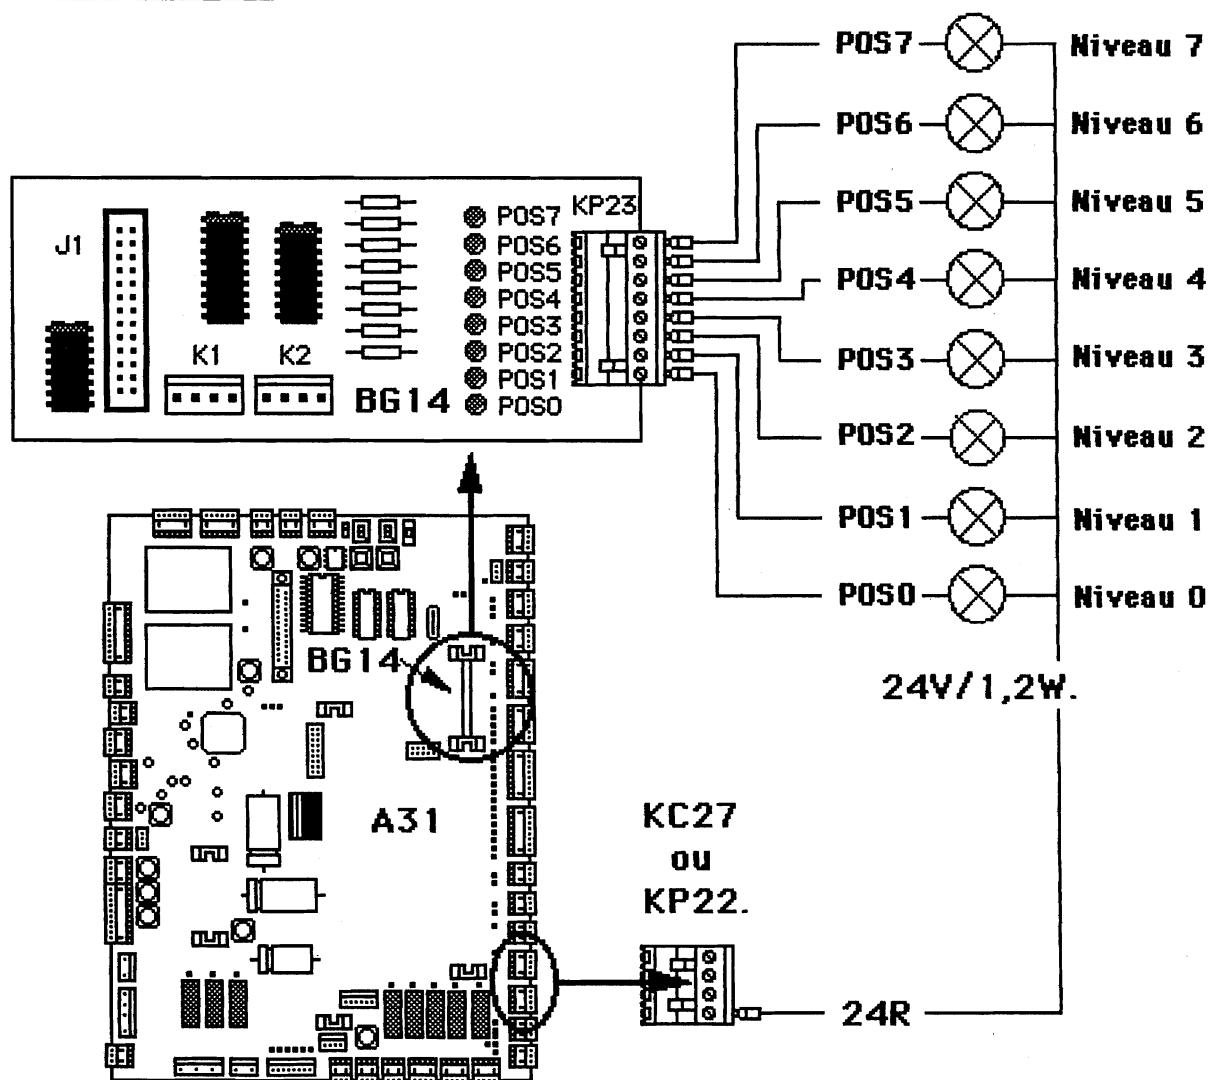 POS7 Niveau 7
POS6 Niveau 6
POS5 Niveau 5
POS4 Niveau 4
POS3 Niveau 3
POS2 Niveau 2
POS1 Niveau 1
POS0 Niveau 0
24V/1,2W.
J1
K1
K2
BG14
POS7
POS6
POS5
POS4
POS3
POS2
POS1
POS0
KP23
BG14
A31
KC27
ou
KP22.
24R